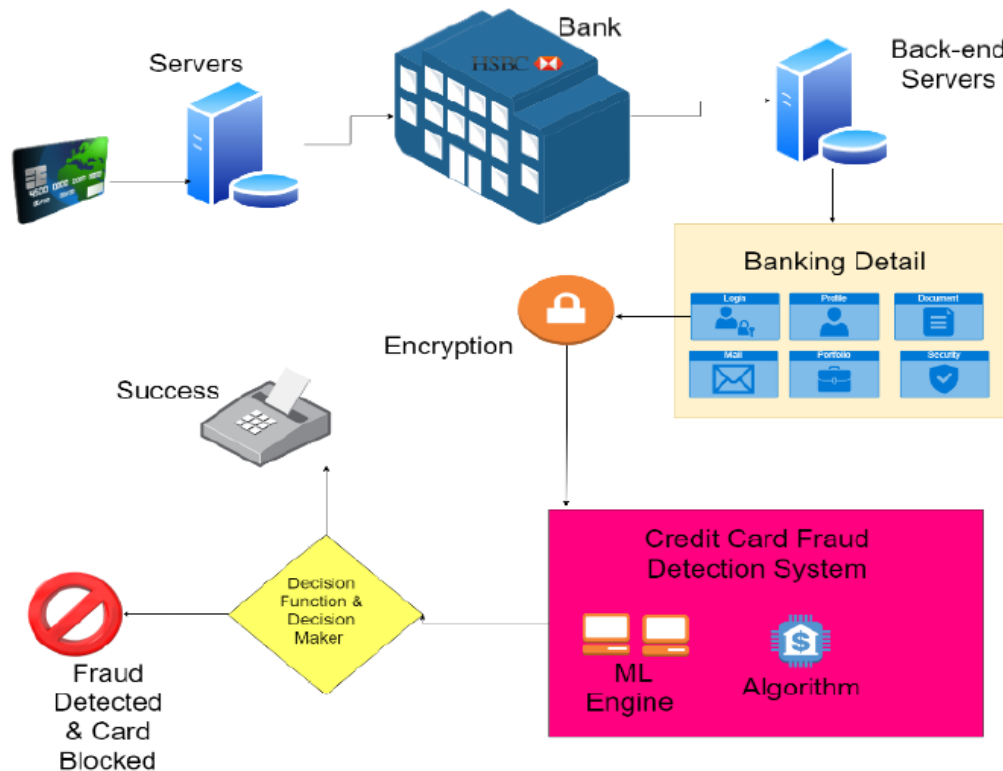 Bank
HSBC
Servers
Back-end
Servers
Banking Detail
Login
Profile
Document
Mail
Portfolio
Security
Encryption
Success
Credit Card Fraud
Detection System
ML
Engine
Algorithm
$
Decision
Function &
Decision
Maker
Fraud
Detected
& Card
Blocked